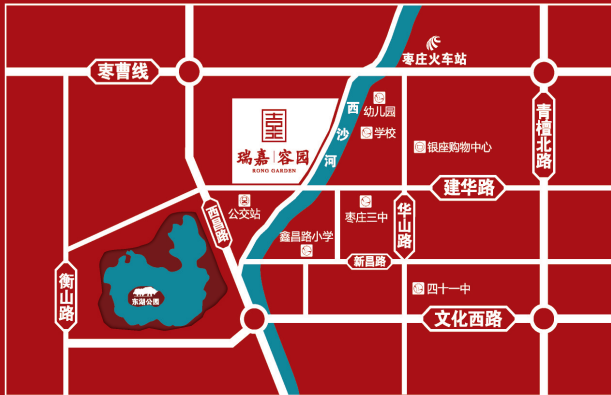 枣庄火车站
枣曹线
幼儿园
西沙河
学校
青檀北路
银座购物中心
瑞嘉|容园
RONG GARDEN
建华路
公交站
枣庄三中
西昌路
华山路
鑫昌路小学
新昌路
衡山路
东湖公园
四十一中
文化西路